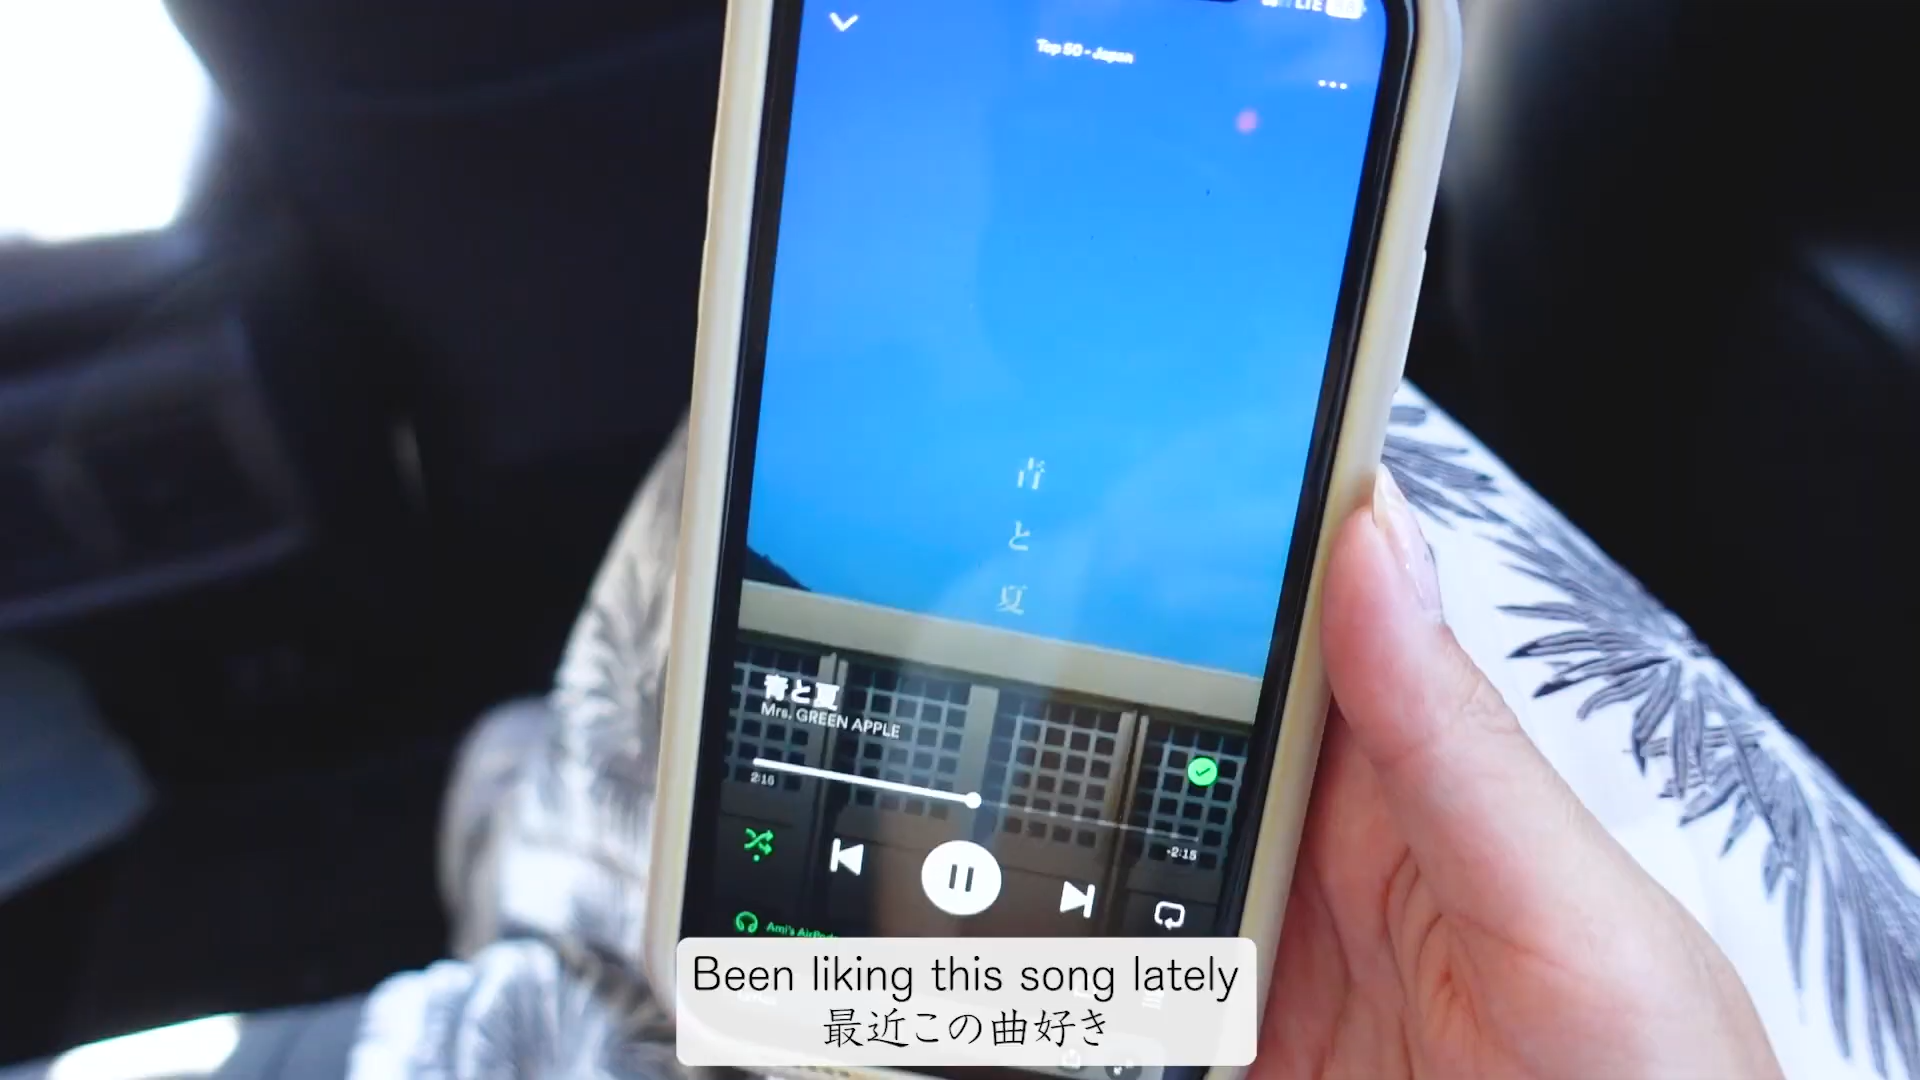 LTE
Top 50 - Japan
青
と
夏
青と夏
Mrs. GREEN APPLE
2:16
-2:15
Been liking this song lately
最近この曲好き